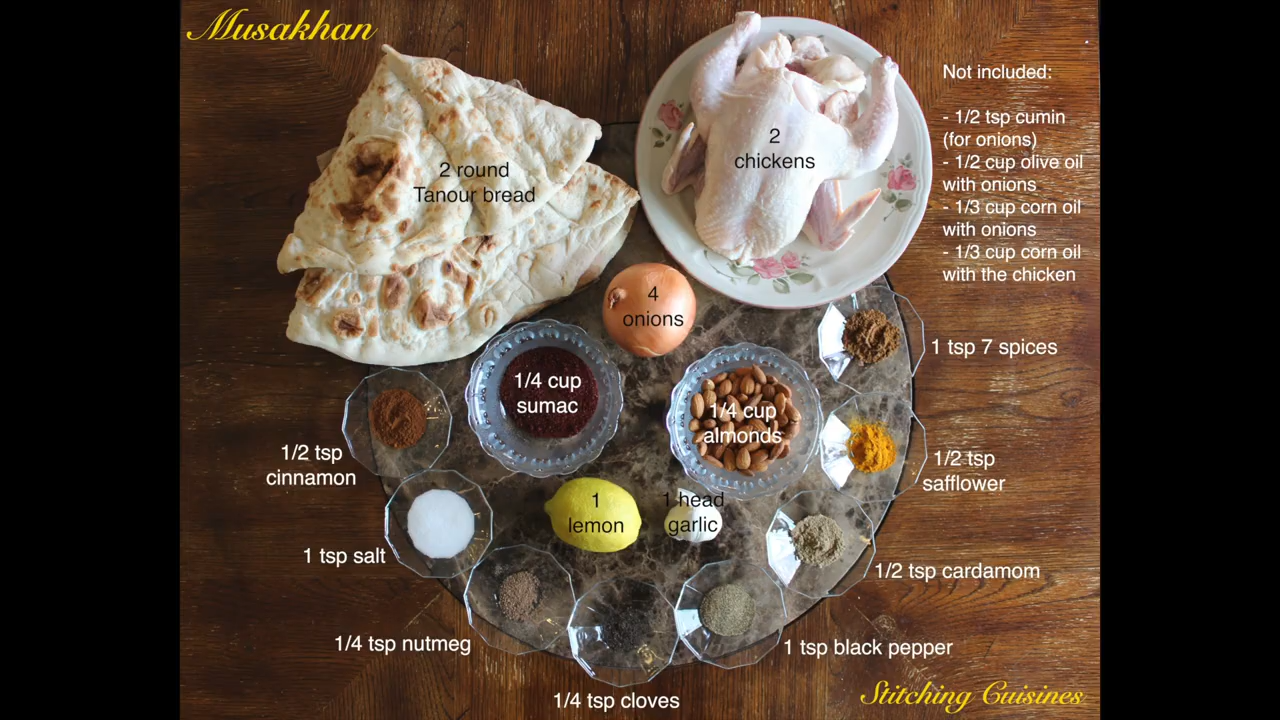 Musakhan
Not included:
- 1/2 tsp cumin
(for onions)
- 1/2 cup olive oil
with onions
- 1/3 cup corn oil
with onions
- 1/3 cup corn oil
with the chicken
2 round
Tanour bread
2
chickens
4
onions
1 tsp 7 spices
1/4 cup
sumac
1/4 cup
almonds
1/2 tsp
cinnamon
1/2 tsp
safflower
1
lemon
1 head
garlic
1 tsp salt
1/2 tsp cardamom
1/4 tsp nutmeg
1 tsp black pepper
1/4 tsp cloves
Stitching Cuisines